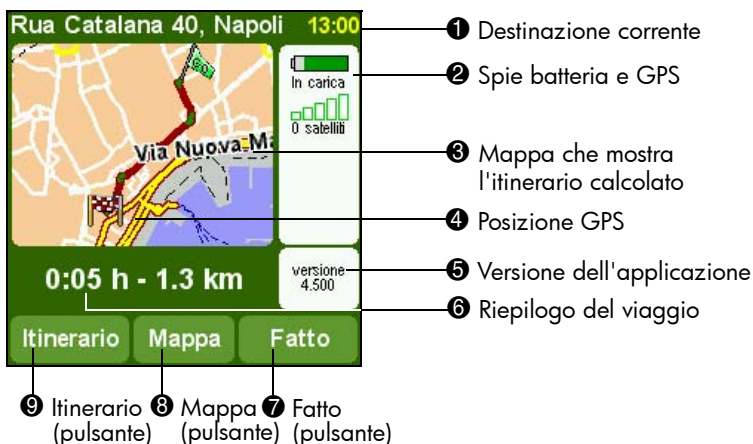 Rua Catalana 40, Napoli 13:00
GO
In carica
0 satelliti
Via Nuova Ma
0:05 h - 1.3 km
versione
4.500
Itinerario
Mappa
Fatto
❶ Destinazione corrente
❷ Spie batteria e GPS
❸ Mappa che mostra
l'itinerario calcolato
❹ Posizione GPS
❺ Versione dell'applicazione
❻ Riepilogo del viaggio
❾ Itinerario
(pulsante)
❽ Mappa
(pulsante)
❼ Fatto
(pulsante)